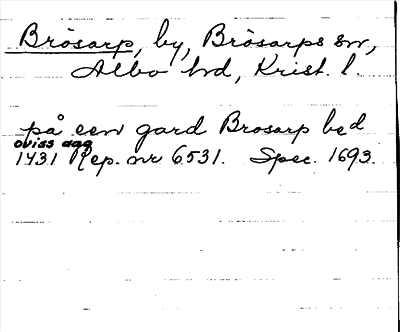 Brösarp, by, Brösarps sn,
Albo hd, Krist. l.
på een gard Brosarp bed
oviss dag
1431 Rep. nr 6531. Spec. 1693.